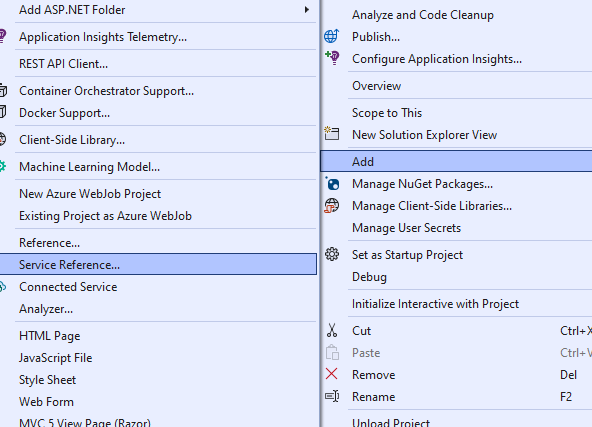 Add ASP.NET Folder
Application Insights Telemetry...
REST API Client...
Container Orchestrator Support...
Docker Support...
Client-Side Library...
Machine Learning Model...
New Azure WebJob Project
Existing Project as Azure WebJob
Reference...
Service Reference...
Connected Service
Analyzer...
HTML Page
JavaScript File
Style Sheet
Web Form
MVC 5 View Page (Razor)
Analyze and Code Cleanup
Publish...
Configure Application Insights...
Overview
Scope to This
New Solution Explorer View
Add
Manage NuGet Packages...
Manage Client-Side Libraries...
Manage User Secrets
Set as Startup Project
Debug
Initialize Interactive with Project
Cut Ctrl+X
Paste Ctrl+V
Remove Del
Rename F2
Unload Project